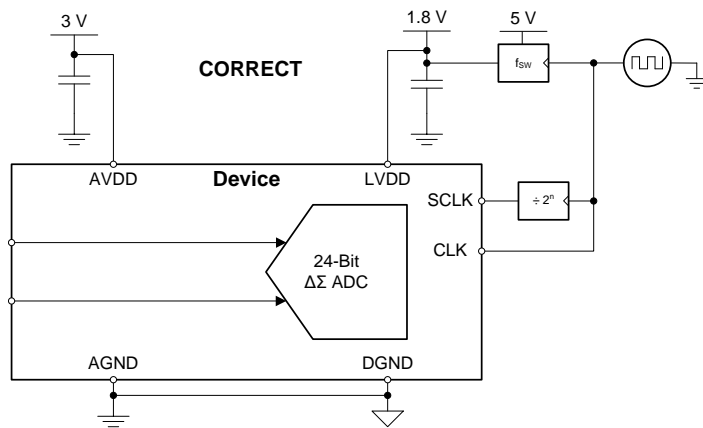 3 V
1.8 V
5 V
CORRECT
fSW
AVDD
Device
LVDD
SCLK
÷ 2ⁿ
CLK
24-Bit
ΔΣ ADC
AGND
DGND